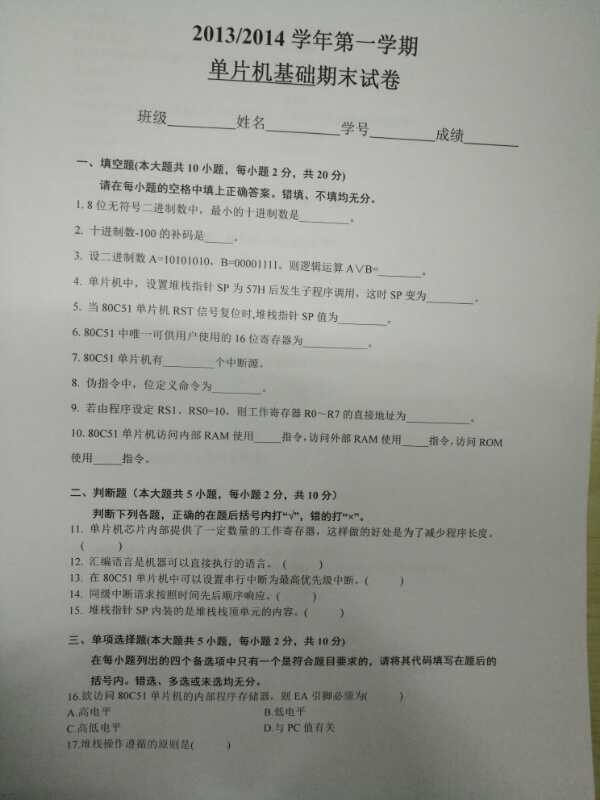 2013/2014 学年第一学期
单片机基础期末试卷
班级________姓名________学号________成绩________
一、填空题(本大题共 10 小题，每小题 2 分，共 20 分)
请在每小题的空格中填上正确答案。错填、不填均无分。
1. 8 位无符号二进制数中，最小的十进制数是________。
2. 十进制数-100 的补码是_____。
3. 设二进制数 A=10101010、B=00001111，则逻辑运算 A∨B=_______。
4. 单片机中，设置堆栈指针 SP 为 57H 后发生子程序调用，这时 SP 变为________。
5. 当 80C51 单片机 RST 信号复位时,堆栈指针 SP 值为________。
6. 80C51 中唯一可供用户使用的 16 位寄存器为___________。
7. 80C51 单片机有_________个中断源。
8. 伪指令中，位定义命令为________。
9. 若由程序设定 RS1、RS0=10，则工作寄存器 R0～R7 的直接地址为__________。
10. 80C51 单片机访问内部 RAM 使用_____指令,访问外部 RAM 使用_____指令,访问 ROM
使用_____指令。
二、判断题（本大题共 5 小题，每小题 2 分，共 10 分）
判断下列各题，正确的在题后括号内打“√”，错的打“×”。
11. 单片机芯片内部提供了一定数量的工作寄存器，这样做的好处是为了减少程序长度。
(      )
12. 汇编语言是机器可以直接执行的语言。 (      )
13. 在 80C51 单片机中可以设置串行中断为最高优先级中断。(      )
14. 同级中断请求按照时间先后顺序响应。(      )
15. 堆栈指针 SP 内装的是堆栈栈顶单元的内容。(      )
三、单项选择题(本大题共 5 小题，每小题 2 分，共 10 分)
在每小题列出的四个备选项中只有一个是符合题目要求的，请将其代码填写在题后的
括号内。错选、多选或未选均无分。
16.欲访问 80C51 单片机的内部程序存储器，则 EA 引脚必须为(      )
A.高电平 B.低电平
C.高低电平 D.与 PC 值有关
17.堆栈操作遵循的原则是(      )